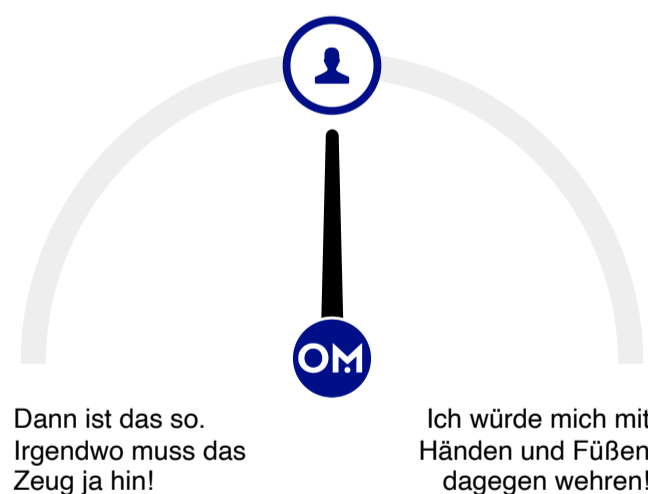 OM
Dann ist das so.
Irgendwo muss das
Zeug ja hin!
Ich würde mich mit
Händen und Füßen
dagegen wehren!